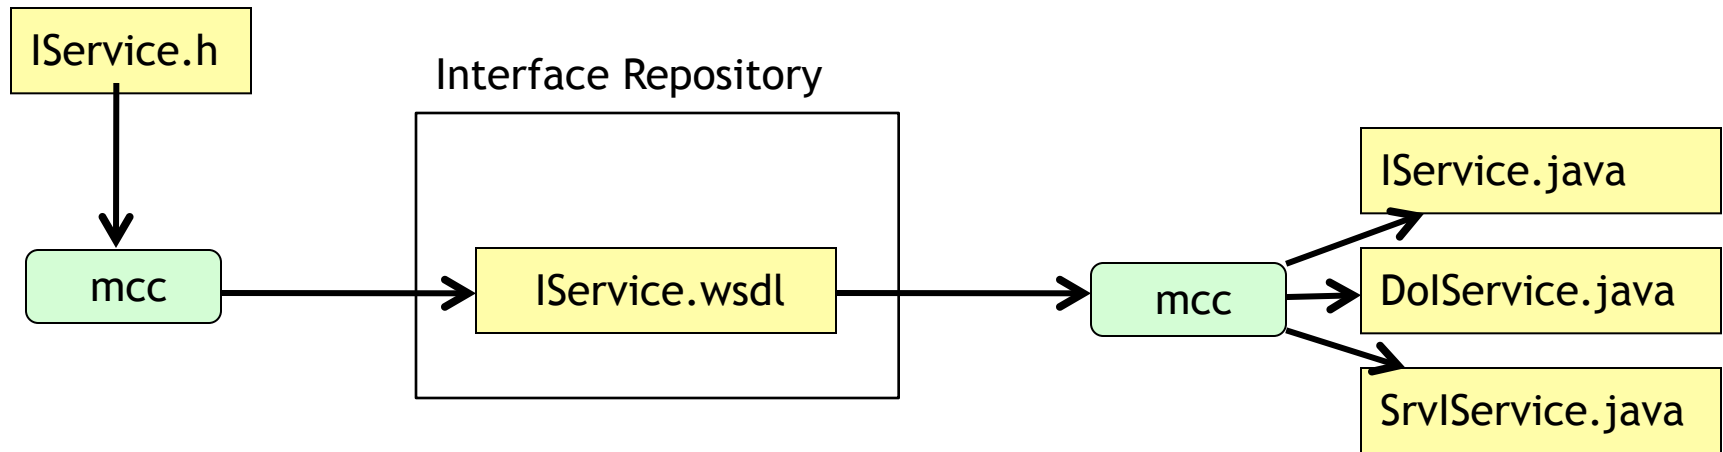 IService.h
Interface Repository
mcc
IService.wsdl
mcc
IService.java
DoIService.java
SrvIService.java